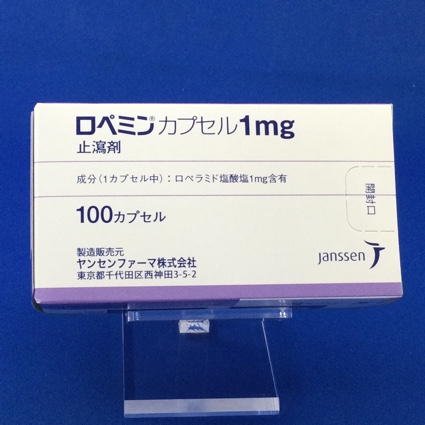 ロペミン®カプセル1mg
止瀉剤
成分(1カプセル中):ロペラミド塩酸塩1mg含有
100カプセル
開封口
製造販売元
ヤンセンファーマ株式会社
東京都千代田区西神田3-5-2
janssen